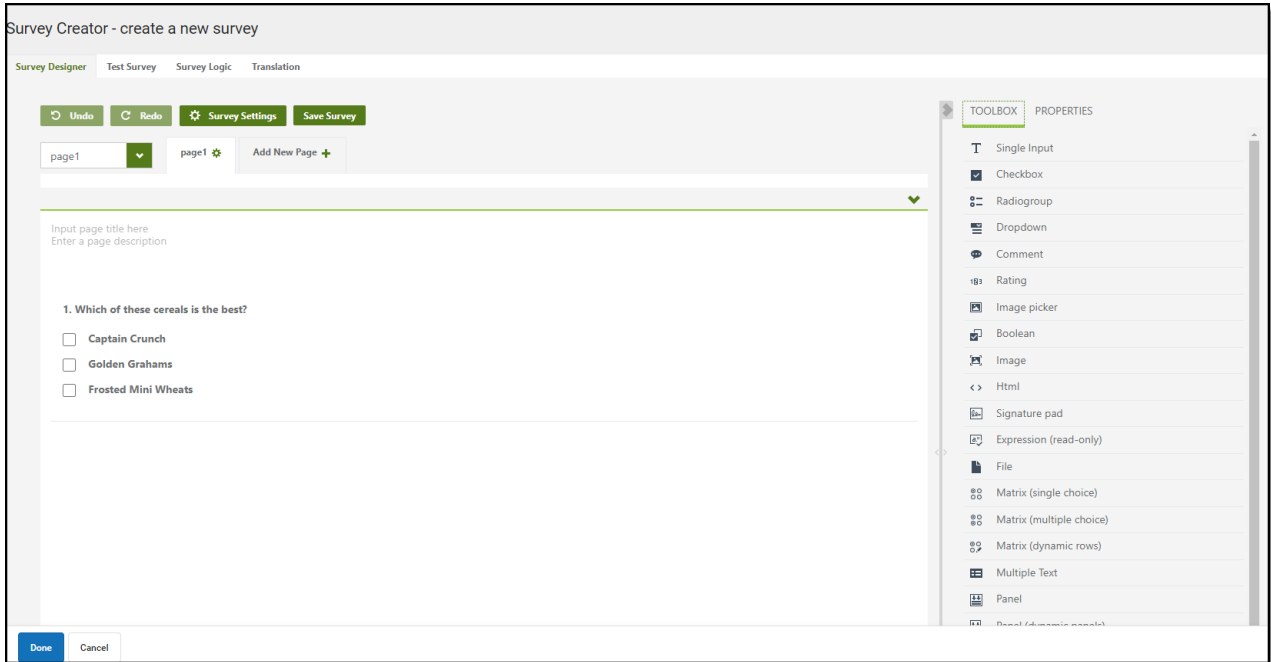 Survey Creator - create a new survey
Survey Designer Test Survey Survey Logic Translation
Undo Redo Survey Settings Save Survey
page1 page1 Add New Page
Input page title here
Enter a page description
1. Which of these cereals is the best?
Captain Crunch
Golden Grahams
Frosted Mini Wheats
TOOLBOX PROPERTIES
Single Input
Checkbox
Radiogroup
Dropdown
Comment
Rating
Image picker
Boolean
Image
Html
Signature pad
Expression (read-only)
File
Matrix (single choice)
Matrix (multiple choice)
Matrix (dynamic rows)
Multiple Text
Panel
Panel (dynamic panels)
Done Cancel